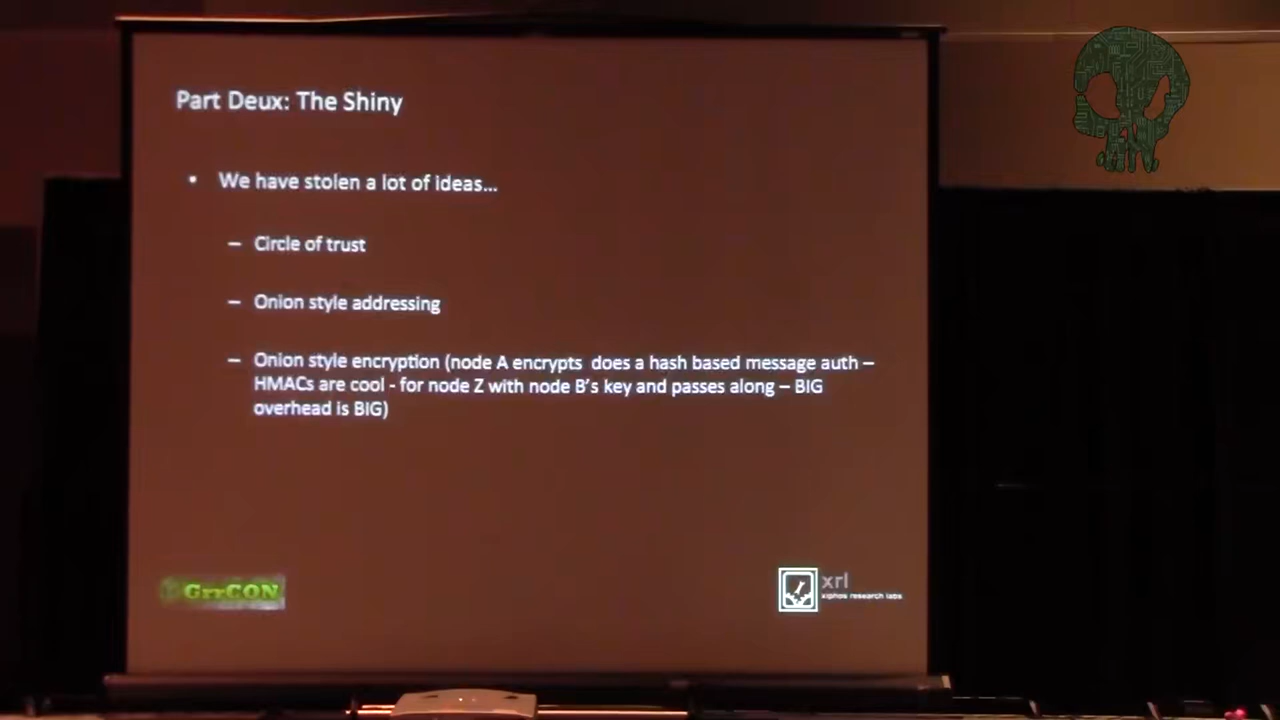 Part Deux: The Shiny
• We have stolen a lot of ideas...
– Circle of trust
– Onion style addressing
– Onion style encryption (node A encrypts does a hash based message auth –
HMACs are cool - for node Z with node B's key and passes along – BIG
overhead is BIG)
GrrCON
xrl
xiphos research labs